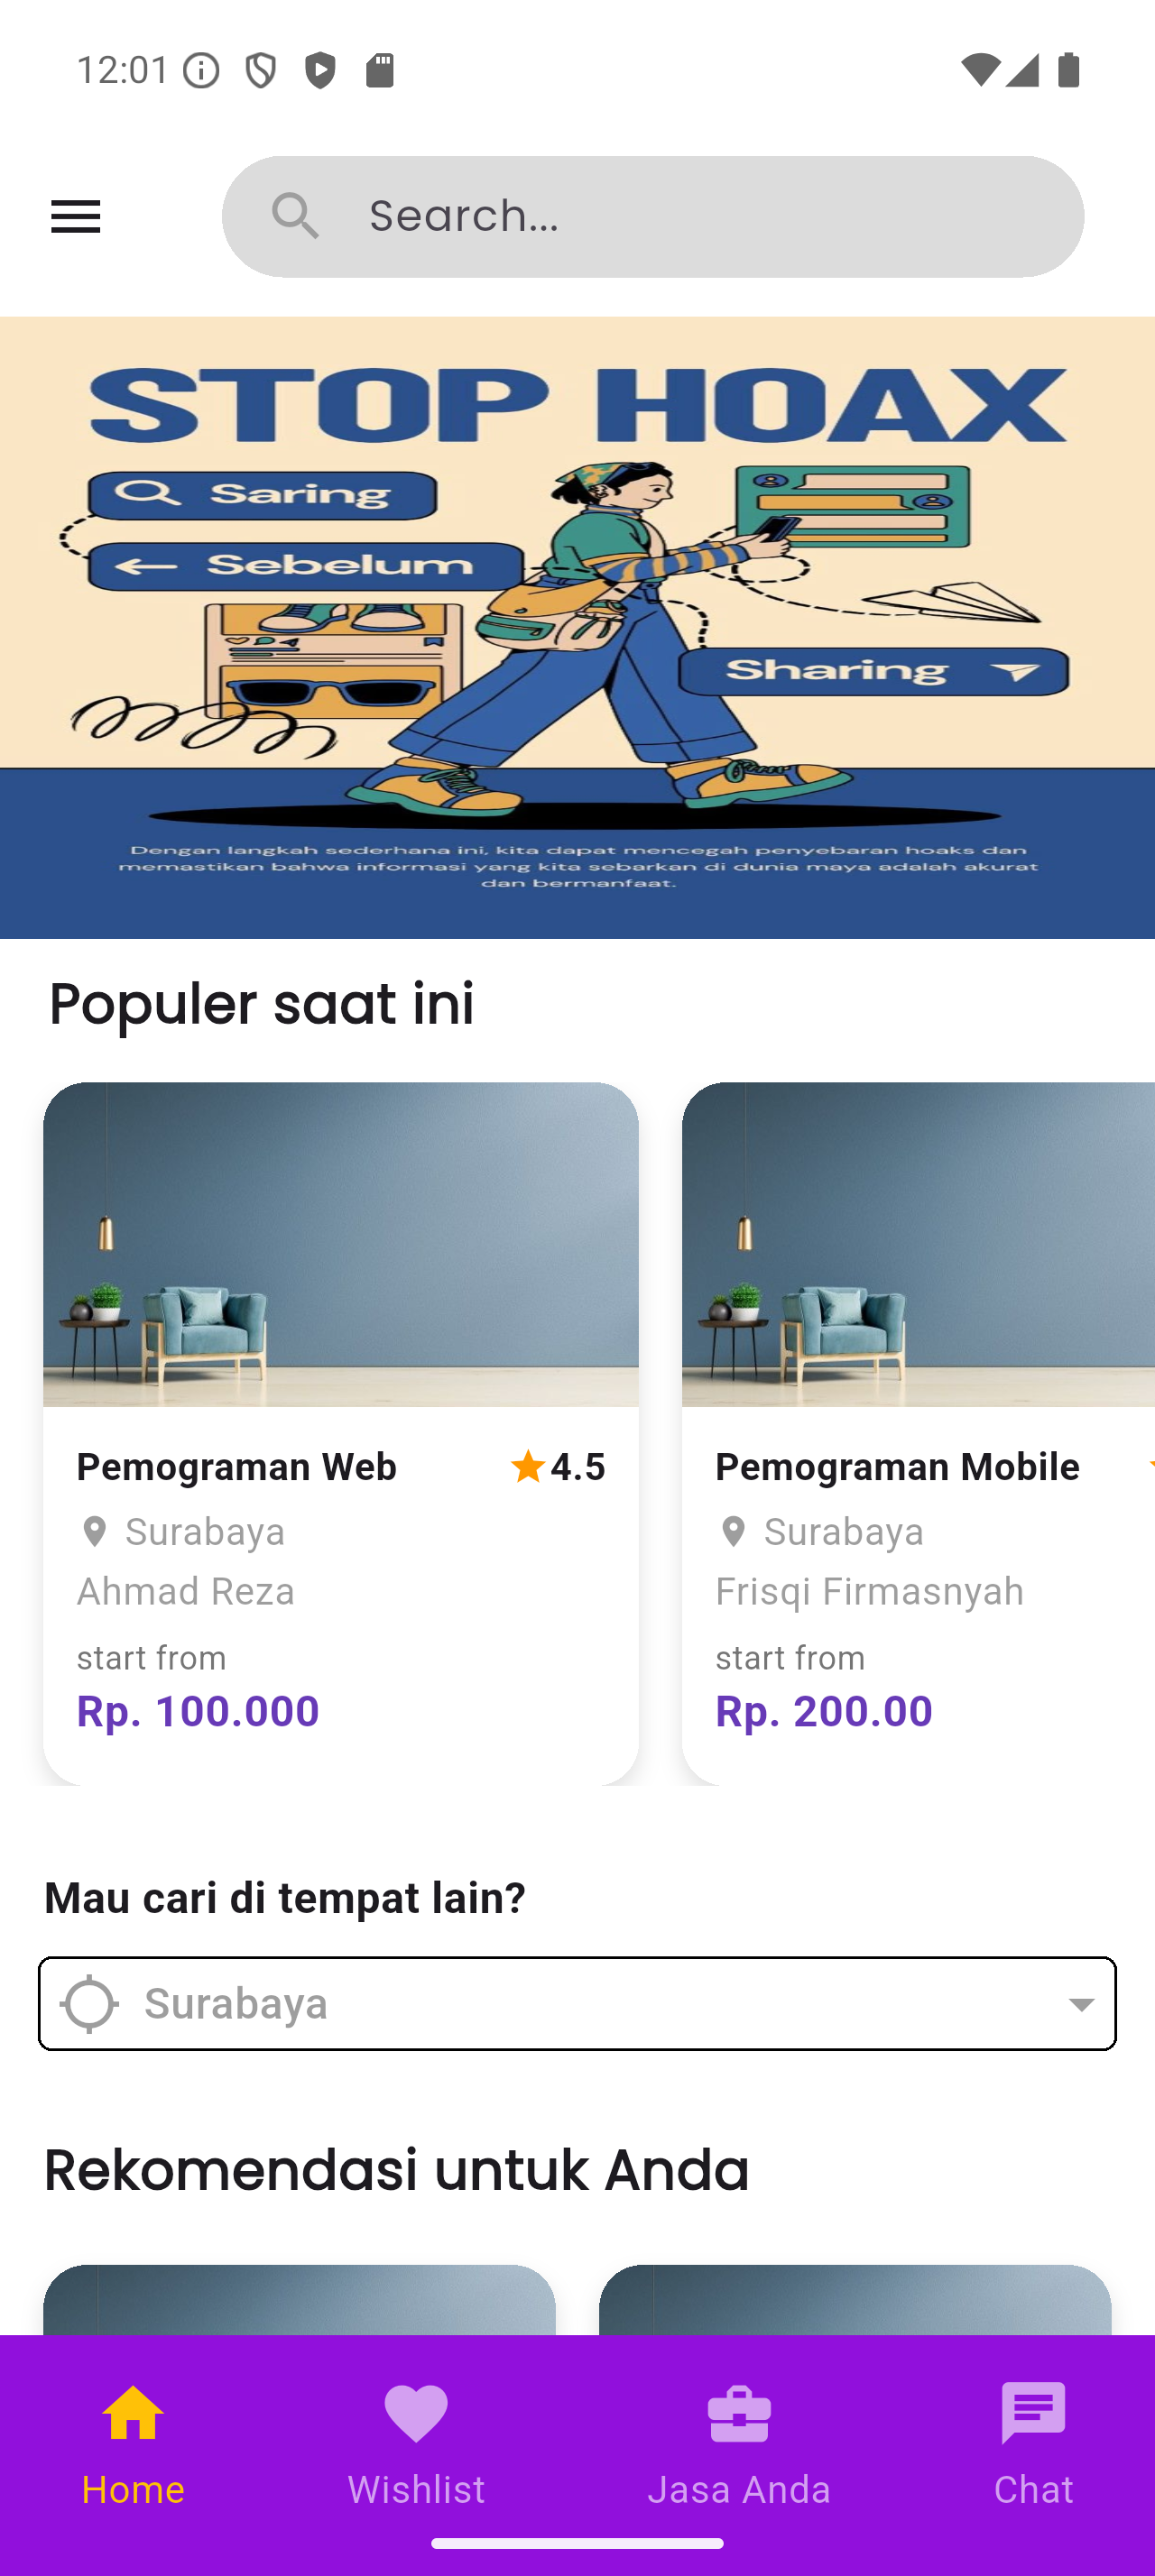 12:01
Search...
STOP HOAX
Saring
Sebelum
Sharing
Dengan langkah sederhana ini, kita dapat mencegah penyebaran hoaks dan
memastikan bahwa informasi yang kita sebarkan di dunia maya adalah akurat
dan bermanfaat.
Populer saat ini
Pemograman Web
4.5
Surabaya
Ahmad Reza
start from
Rp. 100.000
Pemograman Mobile
Surabaya
Frisqi Firmasnyah
start from
Rp. 200.00
Mau cari di tempat lain?
Surabaya
Rekomendasi untuk Anda
Home
Wishlist
Jasa Anda
Chat